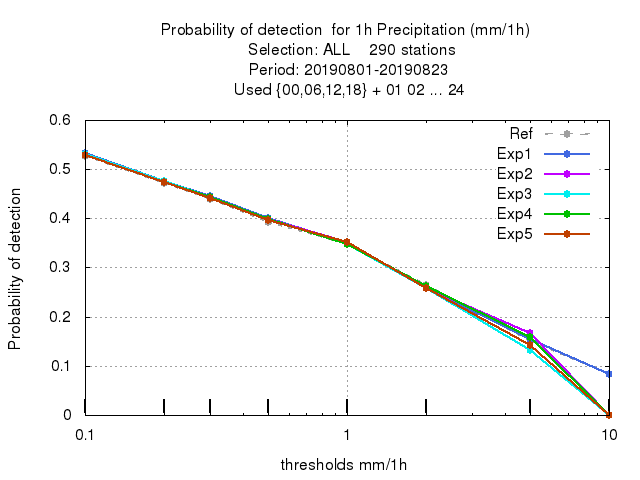 Probability of detection  for 1h Precipitation (mm/1h)
Selection: ALL    290 stations
Period: 20190801-20190823
Used {00,06,12,18} + 01 02 ... 24
Ref
Exp1
Exp2
Exp3
Exp4
Exp5
Probability of detection
0.6
0.5
0.4
0.3
0.2
0.1
0
0.1
1
10
thresholds mm/1h